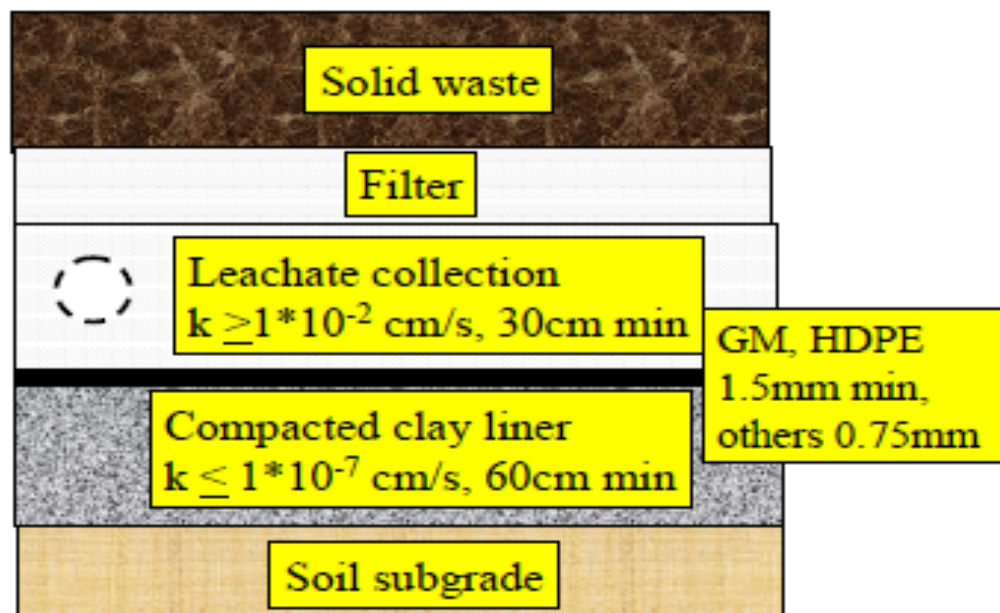 Solid waste
Filter
Leachate collection
k ≥1*10⁻² cm/s, 30cm min
GM, HDPE
1.5mm min,
others 0.75mm
Compacted clay liner
k ≤ 1*10⁻⁷ cm/s, 60cm min
Soil subgrade